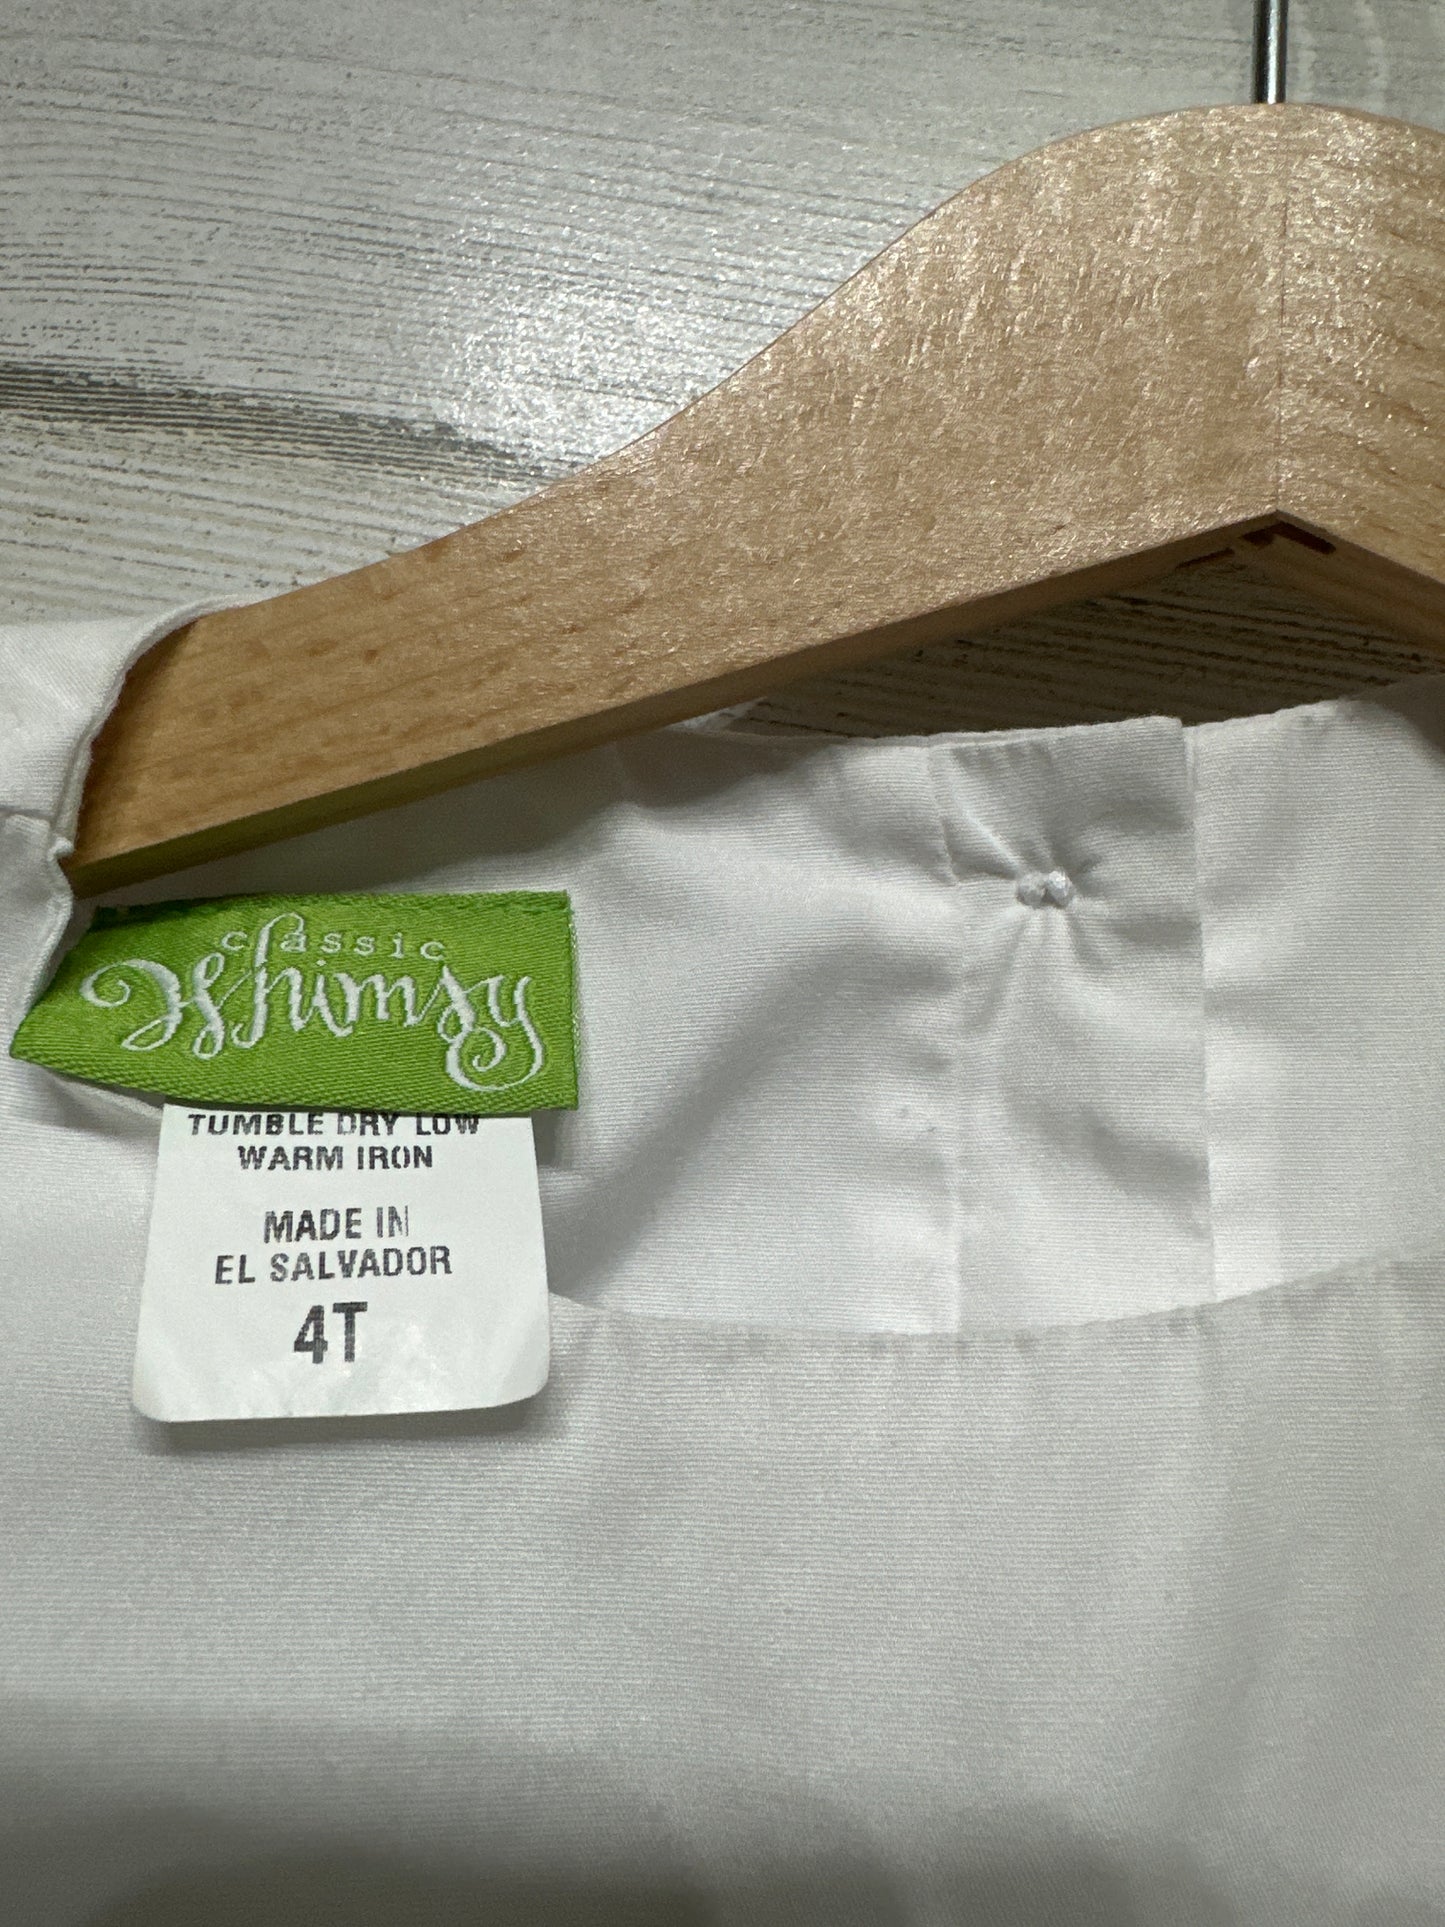 classic
Whimsy
TUMBLE DRY LOW
WARM IRON
MADE IN
EL SALVADOR
4T